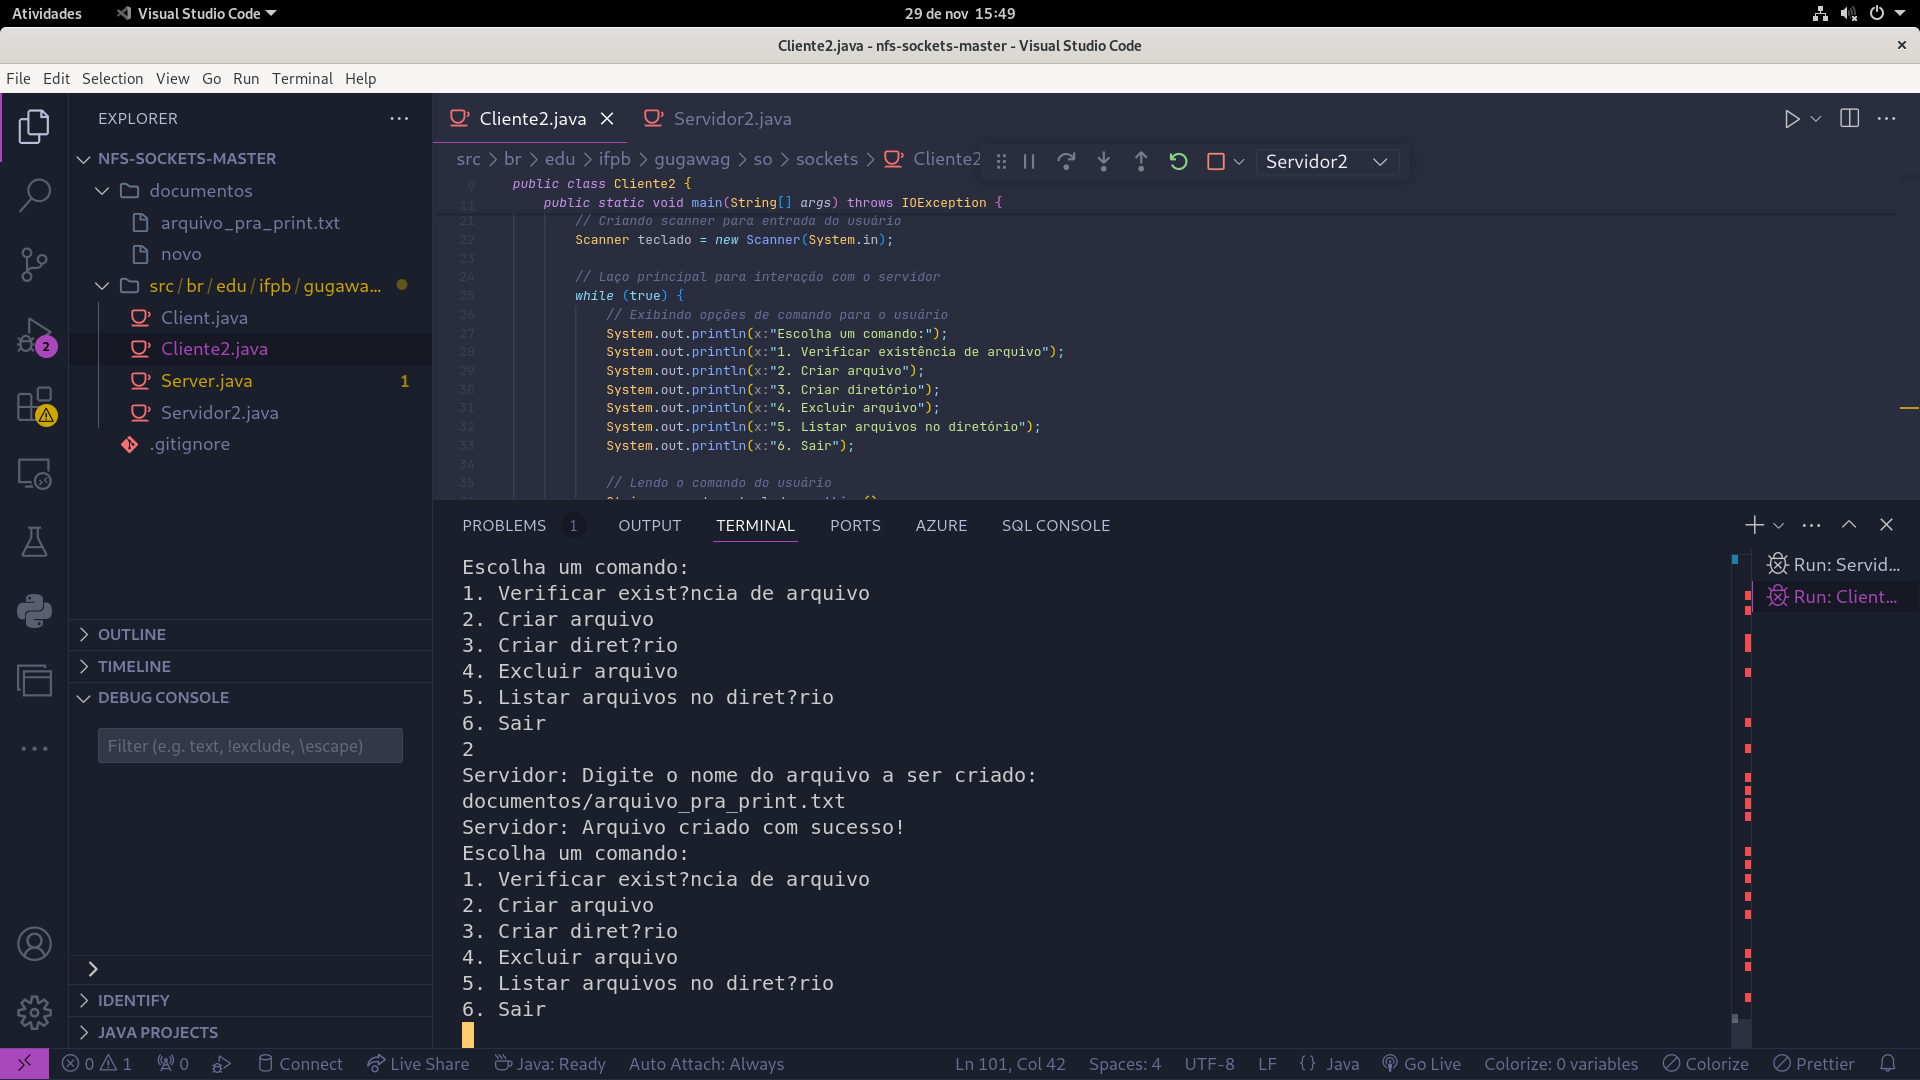 Atividades
Visual Studio Code
29 de nov 15:49
Cliente2.java - nfs-sockets-master - Visual Studio Code
File Edit Selection View Go Run Terminal Help
EXPLORER
NFS-SOCKETS-MASTER
documentos
arquivo_pra_print.txt
novo
src / br / edu / ifpb / gugawa...
Client.java
Cliente2.java
Server.java 1
Servidor2.java
.gitignore
2
OUTLINE
TIMELINE
DEBUG CONSOLE
Filter (e.g. text, !exclude, \escape)
IDENTIFY
JAVA PROJECTS
Cliente2.java
Servidor2.java
src > br > edu > ifpb > gugawag > so > sockets > Cliente2
Servidor2
9 public class Cliente2 {
11 public static void main(String[] args) throws IOException {
21 // Criando scanner para entrada do usuário
22 Scanner teclado = new Scanner(System.in);
23
24 // Laço principal para interação com o servidor
25 while (true) {
26 // Exibindo opções de comando para o usuário
27 System.out.println(x:"Escolha um comando:");
28 System.out.println(x:"1. Verificar existência de arquivo");
29 System.out.println(x:"2. Criar arquivo");
30 System.out.println(x:"3. Criar diretório");
31 System.out.println(x:"4. Excluir arquivo");
32 System.out.println(x:"5. Listar arquivos no diretório");
33 System.out.println(x:"6. Sair");
34
35 // Lendo o comando do usuário
PROBLEMS 1 OUTPUT TERMINAL PORTS AZURE SQL CONSOLE
Escolha um comando:
1. Verificar exist?ncia de arquivo
2. Criar arquivo
3. Criar diret?rio
4. Excluir arquivo
5. Listar arquivos no diret?rio
6. Sair
2
Servidor: Digite o nome do arquivo a ser criado:
documentos/arquivo_pra_print.txt
Servidor: Arquivo criado com sucesso!
Escolha um comando:
1. Verificar exist?ncia de arquivo
2. Criar arquivo
3. Criar diret?rio
4. Excluir arquivo
5. Listar arquivos no diret?rio
6. Sair
Run: Servid...
Run: Client...
0 1 0 Connect Live Share Java: Ready Auto Attach: Always Ln 101, Col 42 Spaces: 4 UTF-8 LF {} Java Go Live Colorize: 0 variables Colorize Prettier